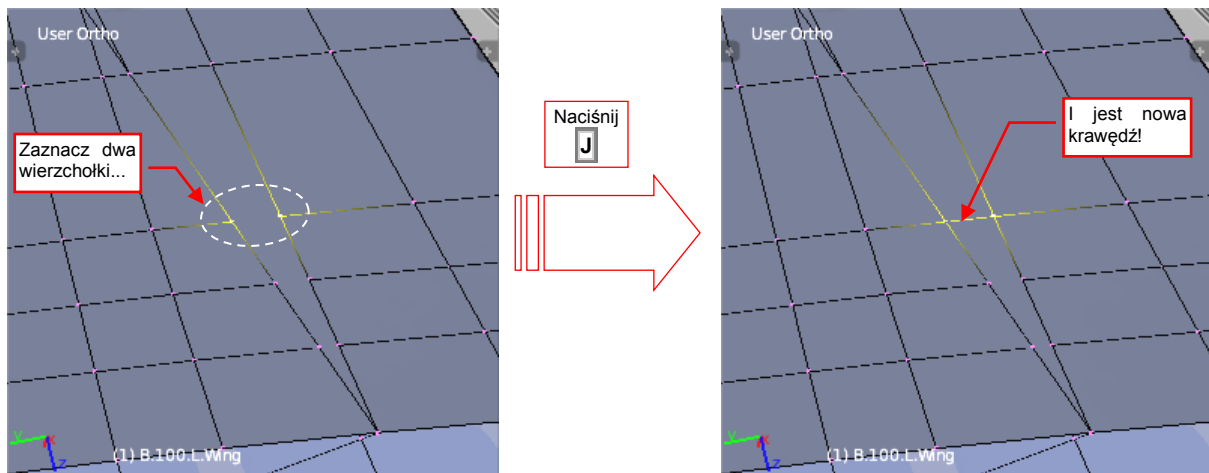 User Ortho
Zaznacz dwa
wierzchołki...
(1) B.100.L.Wing
Naciśnij
J
User Ortho
I jest nowa
krawędź!
(1) B.100.L.Wing